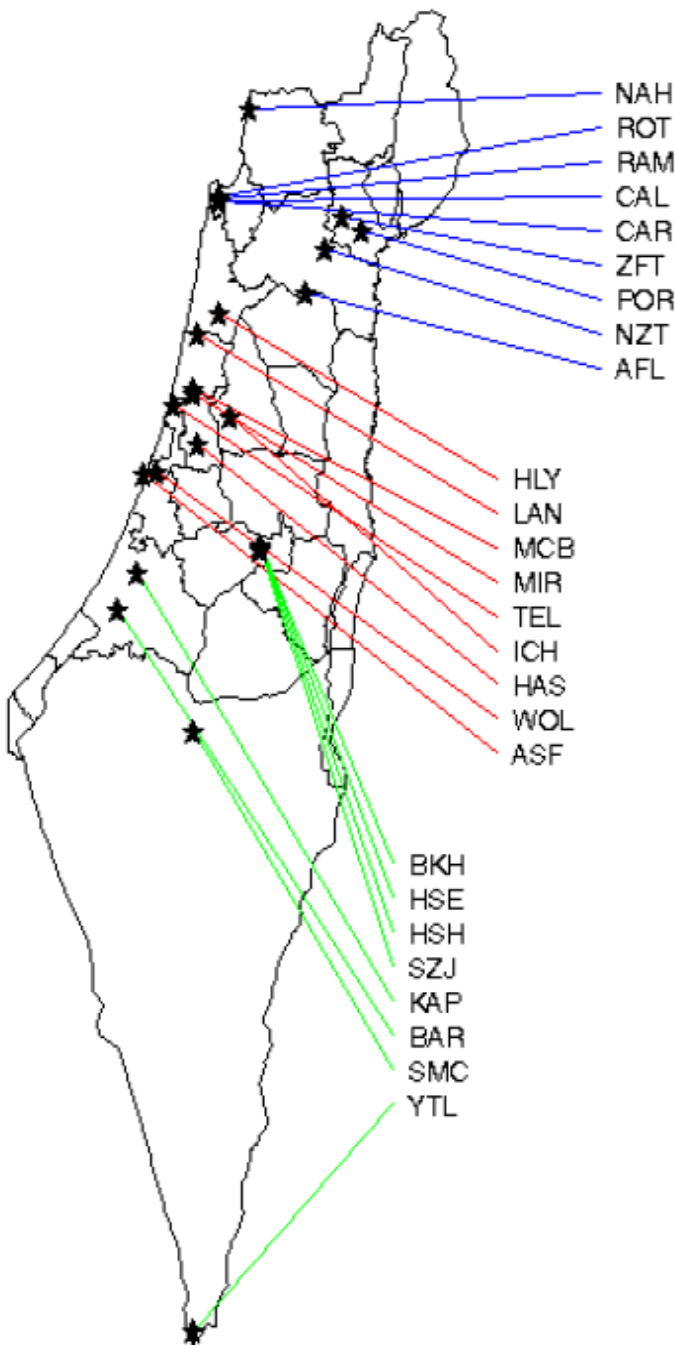 NAH
ROT
RAM
CAL
CAR
ZFT
POR
NZT
AFL
HLY
LAN
MCB
MIR
TEL
ICH
HAS
WOL
ASF
BKH
HSE
HSH
SZJ
KAP
BAR
SMC
YTL